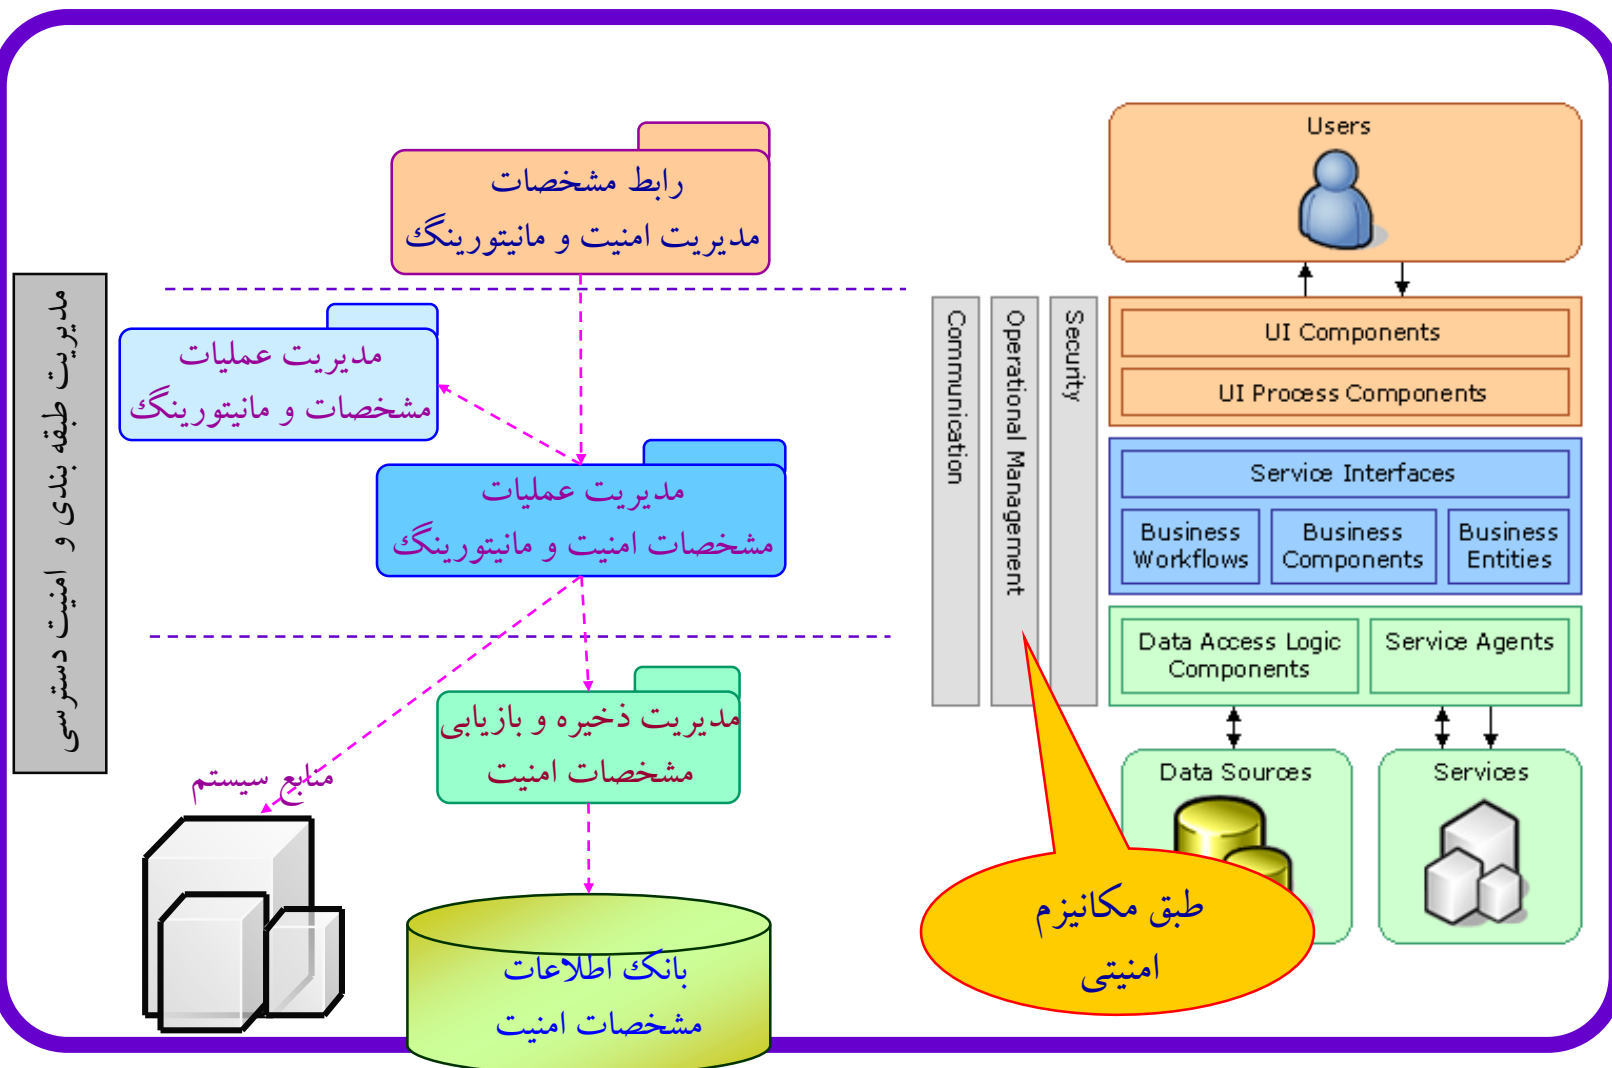 رابط مشخصات
مدیریت امنیت و مانیتورینگ
مدیریت عملیات
مشخصات و مانیتورینگ
مدیریت عملیات
مشخصات امنیت و مانیتورینگ
مدیریت ذخیره و بازیابی
مشخصات امنیت
منابع سیستم
بانک اطلاعات
مشخصات امنیت
مدیریت طبقه بندی و امنیت دسترسی
Users
Communication
Operational Management
Security
UI Components
UI Process Components
Service Interfaces
Business
Workflows
Business
Components
Business
Entities
Data Access Logic
Components
Service Agents
Data Sources
Services
طبق مکانیزم
امنیتی